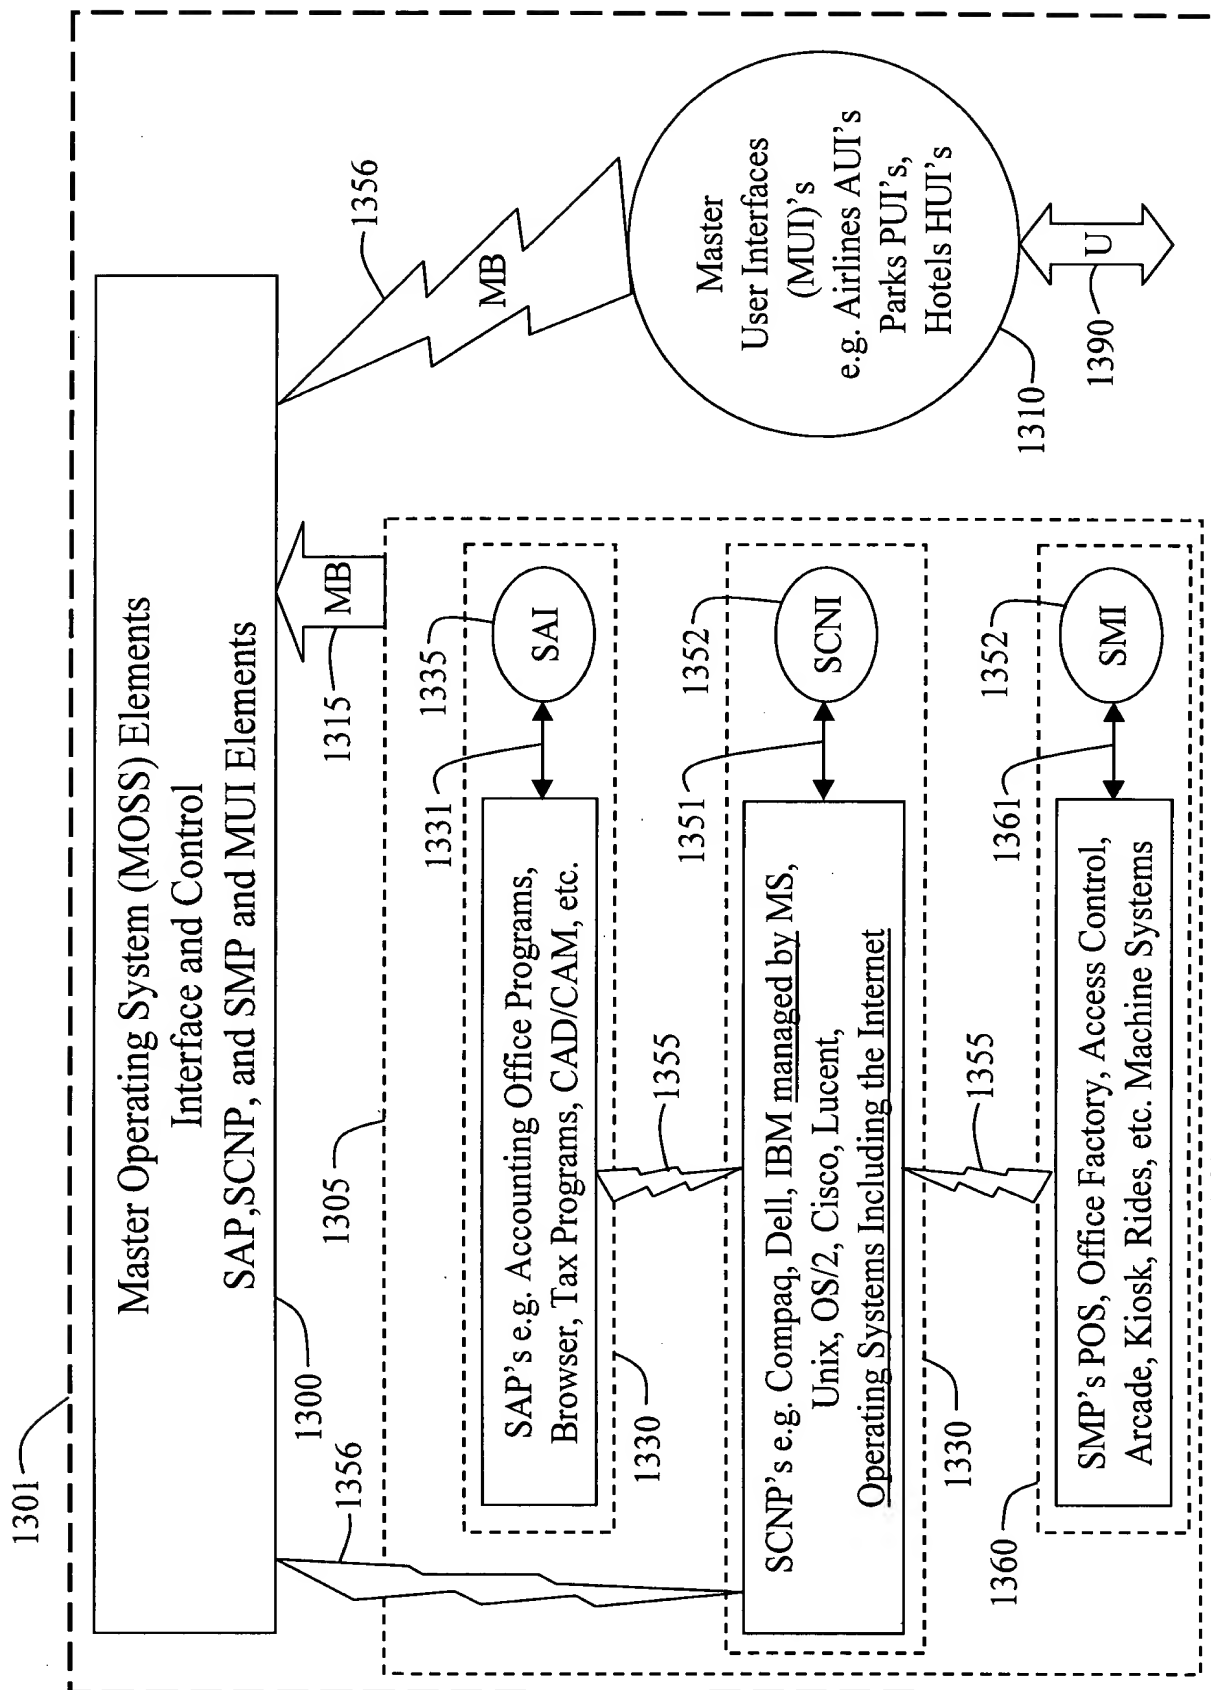 1301
Master Operating System (MOSS) Elements
Interface and Control
SAP,SCNP, and SMP and MUI Elements
1300
1356
1356
MB
1315
MB
1305
SAP's e.g. Accounting Office Programs,
Browser, Tax Programs, CAD/CAM, etc.
1331
1335
SAI
1330
1355
SCNP's e.g. Compaq, Dell, IBM managed by MS,
Unix, OS/2, Cisco, Lucent,
Operating Systems Including the Internet
1351
1352
SCNI
1330
1355
SMP's POS, Office Factory, Access Control,
Arcade, Kiosk, Rides, etc. Machine Systems
1361
1352
SMI
1360
Master
User Interfaces
(MUI)'s
e.g. Airlines AUI's
Parks PUI's,
Hotels HUI's
1310
U
1390